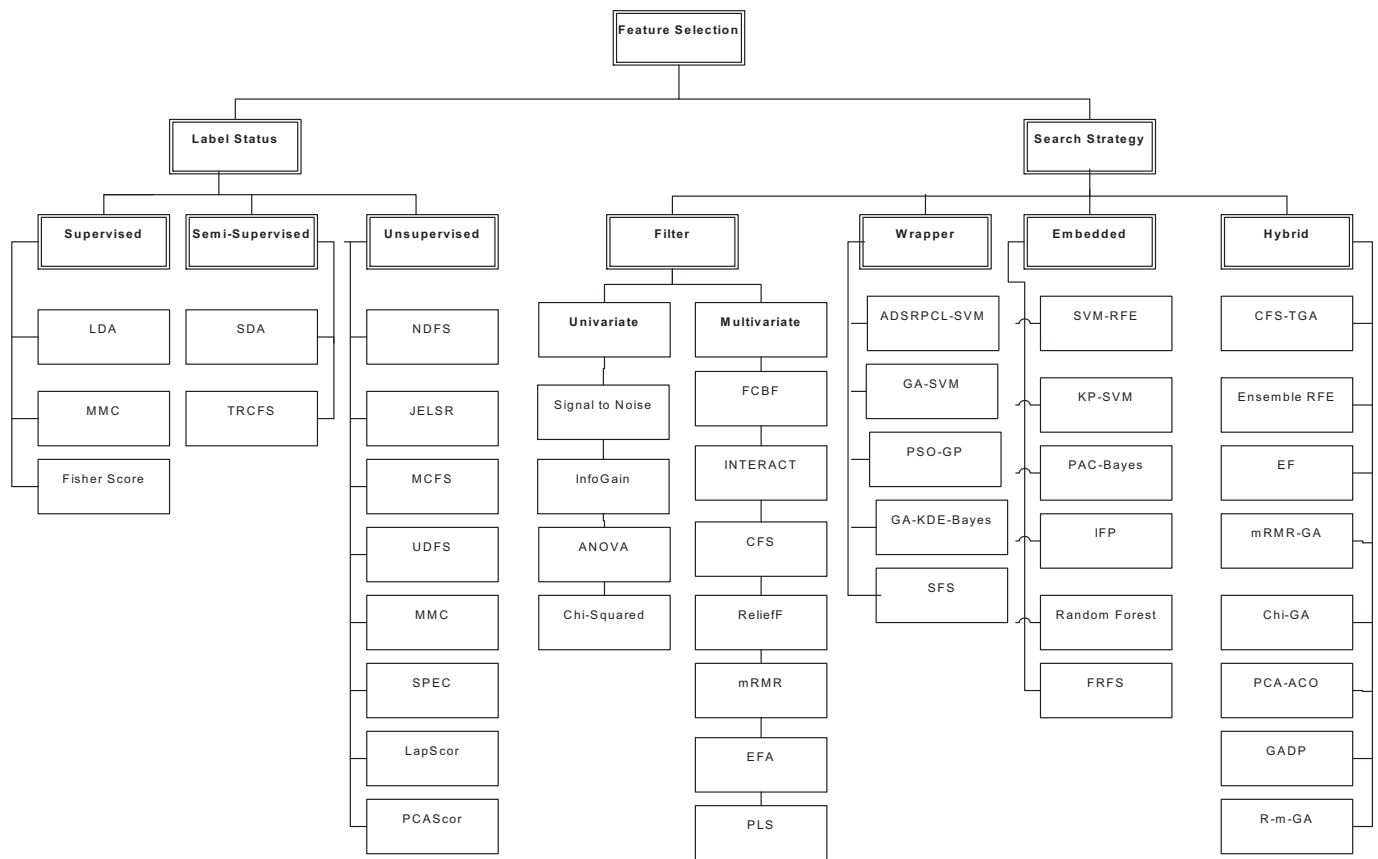 Feature Selection
Label Status
Search Strategy
Supervised
Semi-Supervised
Unsupervised
Filter
Wrapper
Embedded
Hybrid
LDA
MMC
Fisher Score
SDA
TRCFS
NDFS
JELSR
MCFS
UDFS
MMC
SPEC
LapScor
PCAScor
Univariate
Signal to Noise
InfoGain
ANOVA
Chi-Squared
Multivariate
FCBF
INTERACT
CFS
ReliefF
mRMR
EFA
PLS
ADSRPCL-SVM
GA-SVM
PSO-GP
GA-KDE-Bayes
SFS
SVM-RFE
KP-SVM
PAC-Bayes
IFP
Random Forest
FRFS
CFS-TGA
Ensemble RFE
EF
mRMR-GA
Chi-GA
PCA-ACO
GADP
R-m-GA